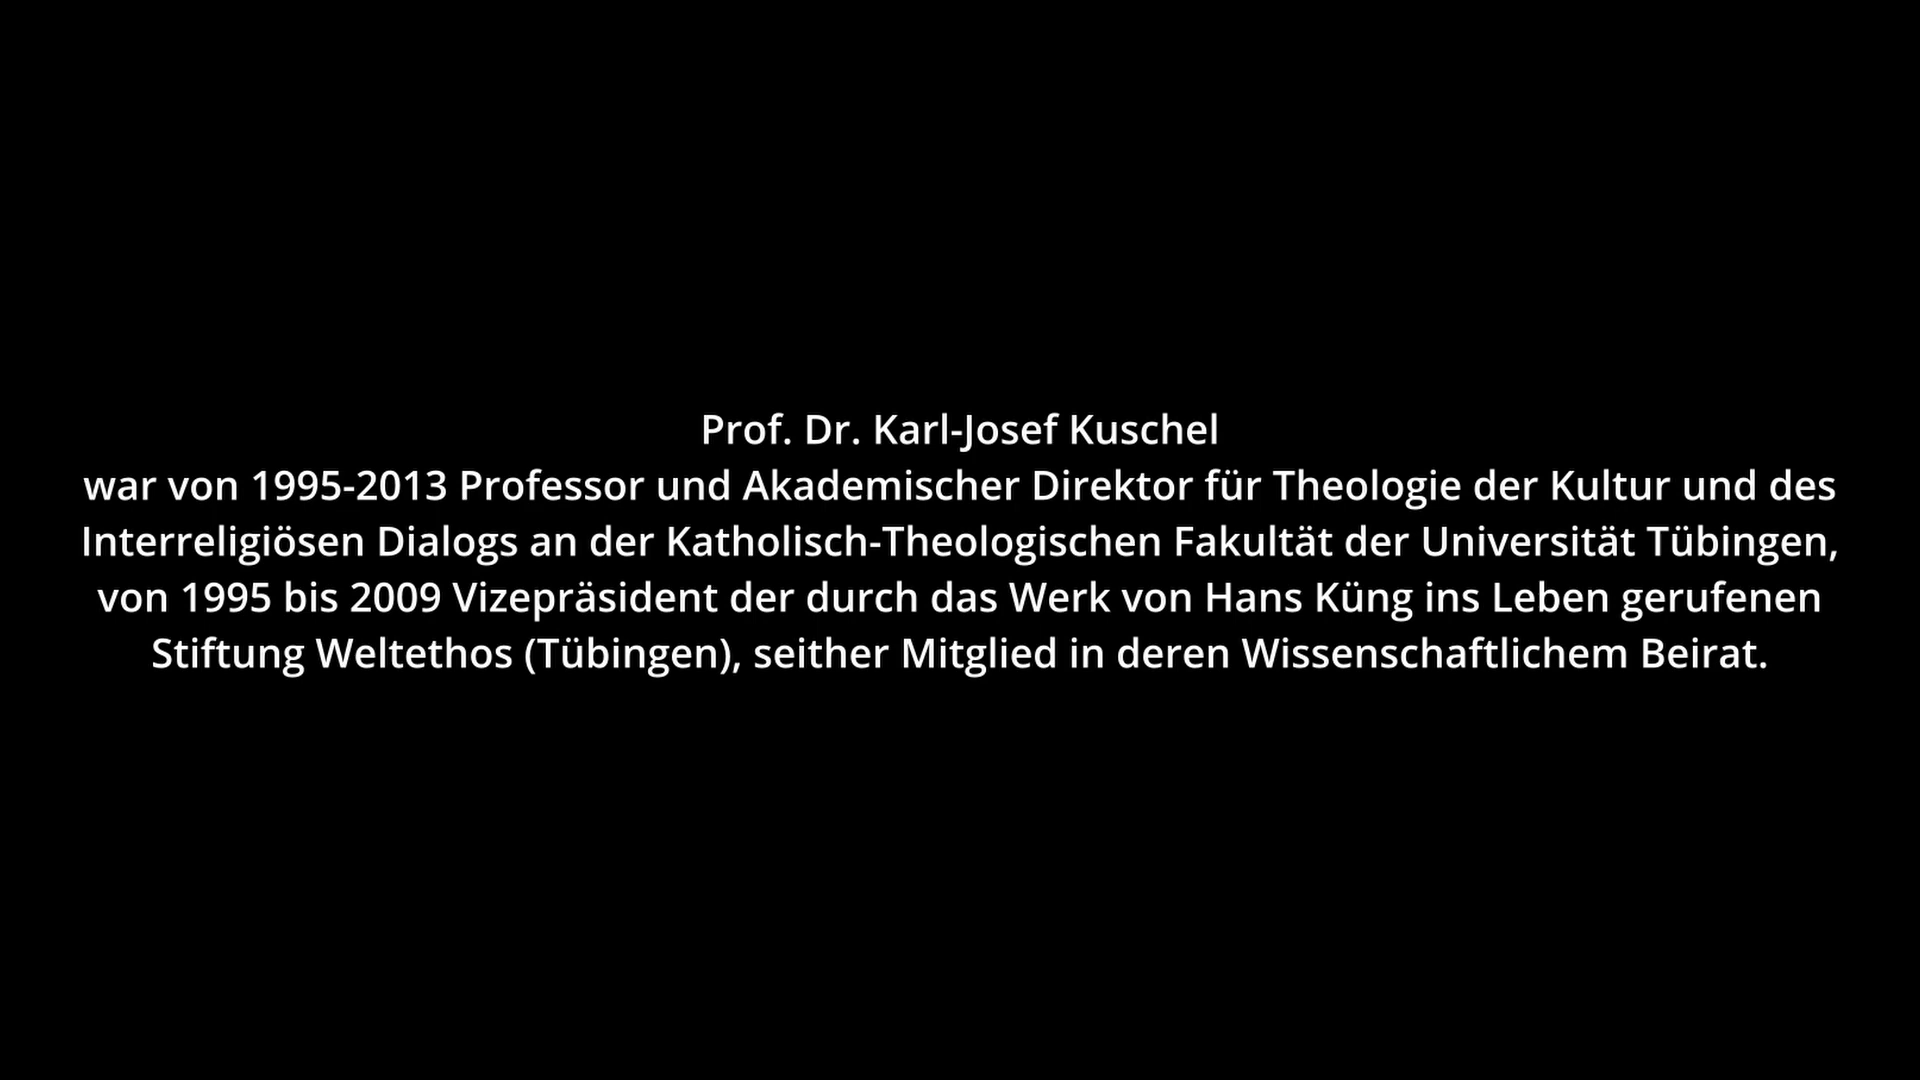 Prof. Dr. Karl-Josef Kuschel
war von 1995-2013 Professor und Akademischer Direktor für Theologie der Kultur und des
Interreligiösen Dialogs an der Katholisch-Theologischen Fakultät der Universität Tübingen,
von 1995 bis 2009 Vizepräsident der durch das Werk von Hans Küng ins Leben gerufenen
Stiftung Weltethos (Tübingen), seither Mitglied in deren Wissenschaftlichem Beirat.